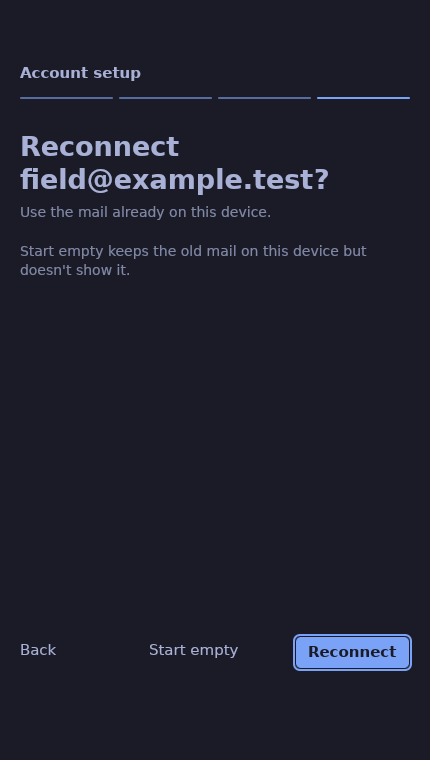 Account setup
Reconnect
field@example.test?
Use the mail already on this device.
Start empty keeps the old mail on this device but
doesn't show it.
Back
Start empty
Reconnect